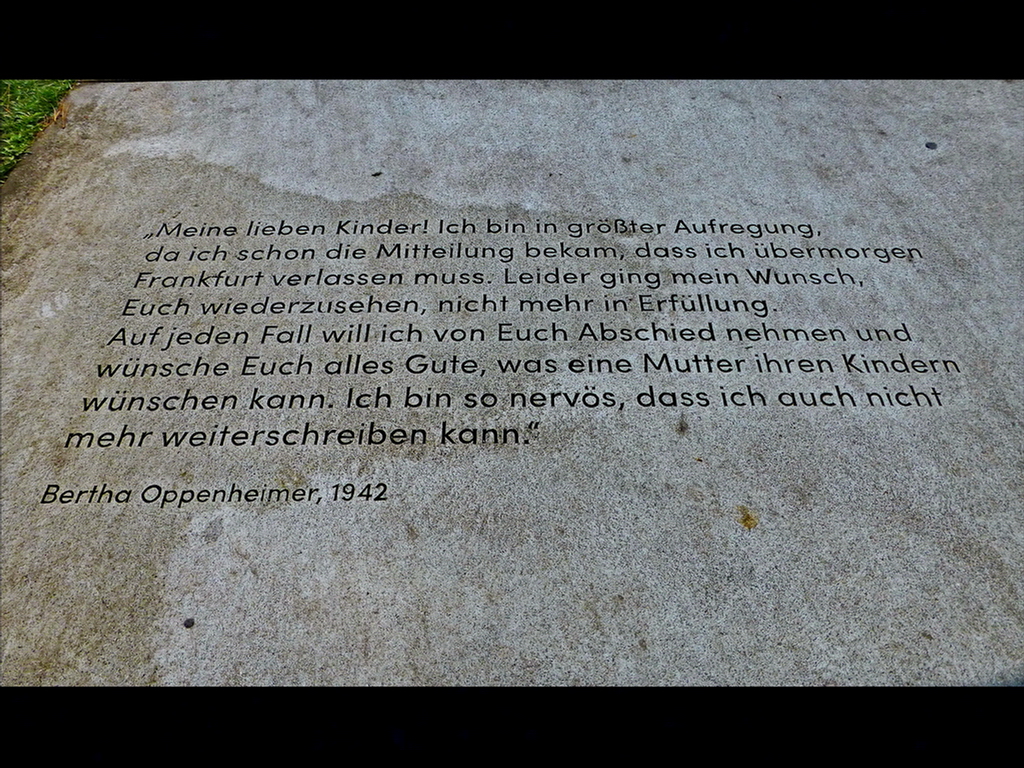 „Meine lieben Kinder! Ich bin in größter Aufregung,
da ich schon die Mitteilung bekam, dass ich übermorgen
Frankfurt verlassen muss. Leider ging mein Wunsch,
Euch wiederzusehen, nicht mehr in Erfüllung.
Auf jeden Fall will ich von Euch Abschied nehmen und
wünsche Euch alles Gute, was eine Mutter ihren Kindern
wünschen kann. Ich bin so nervös, dass ich auch nicht
mehr weiterschreiben kann.“
Bertha Oppenheimer, 1942